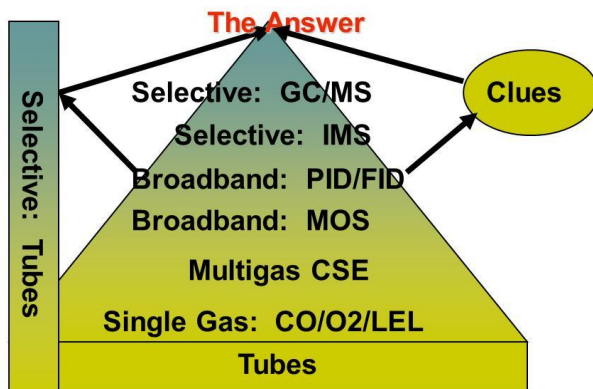 The Answer
Selective: GC/MS
Clues
Selective: IMS
Broadband: PID/FID
Broadband: MOS
Multigas CSE
Single Gas: CO/O2/LEL
Tubes
Selective: Tubes